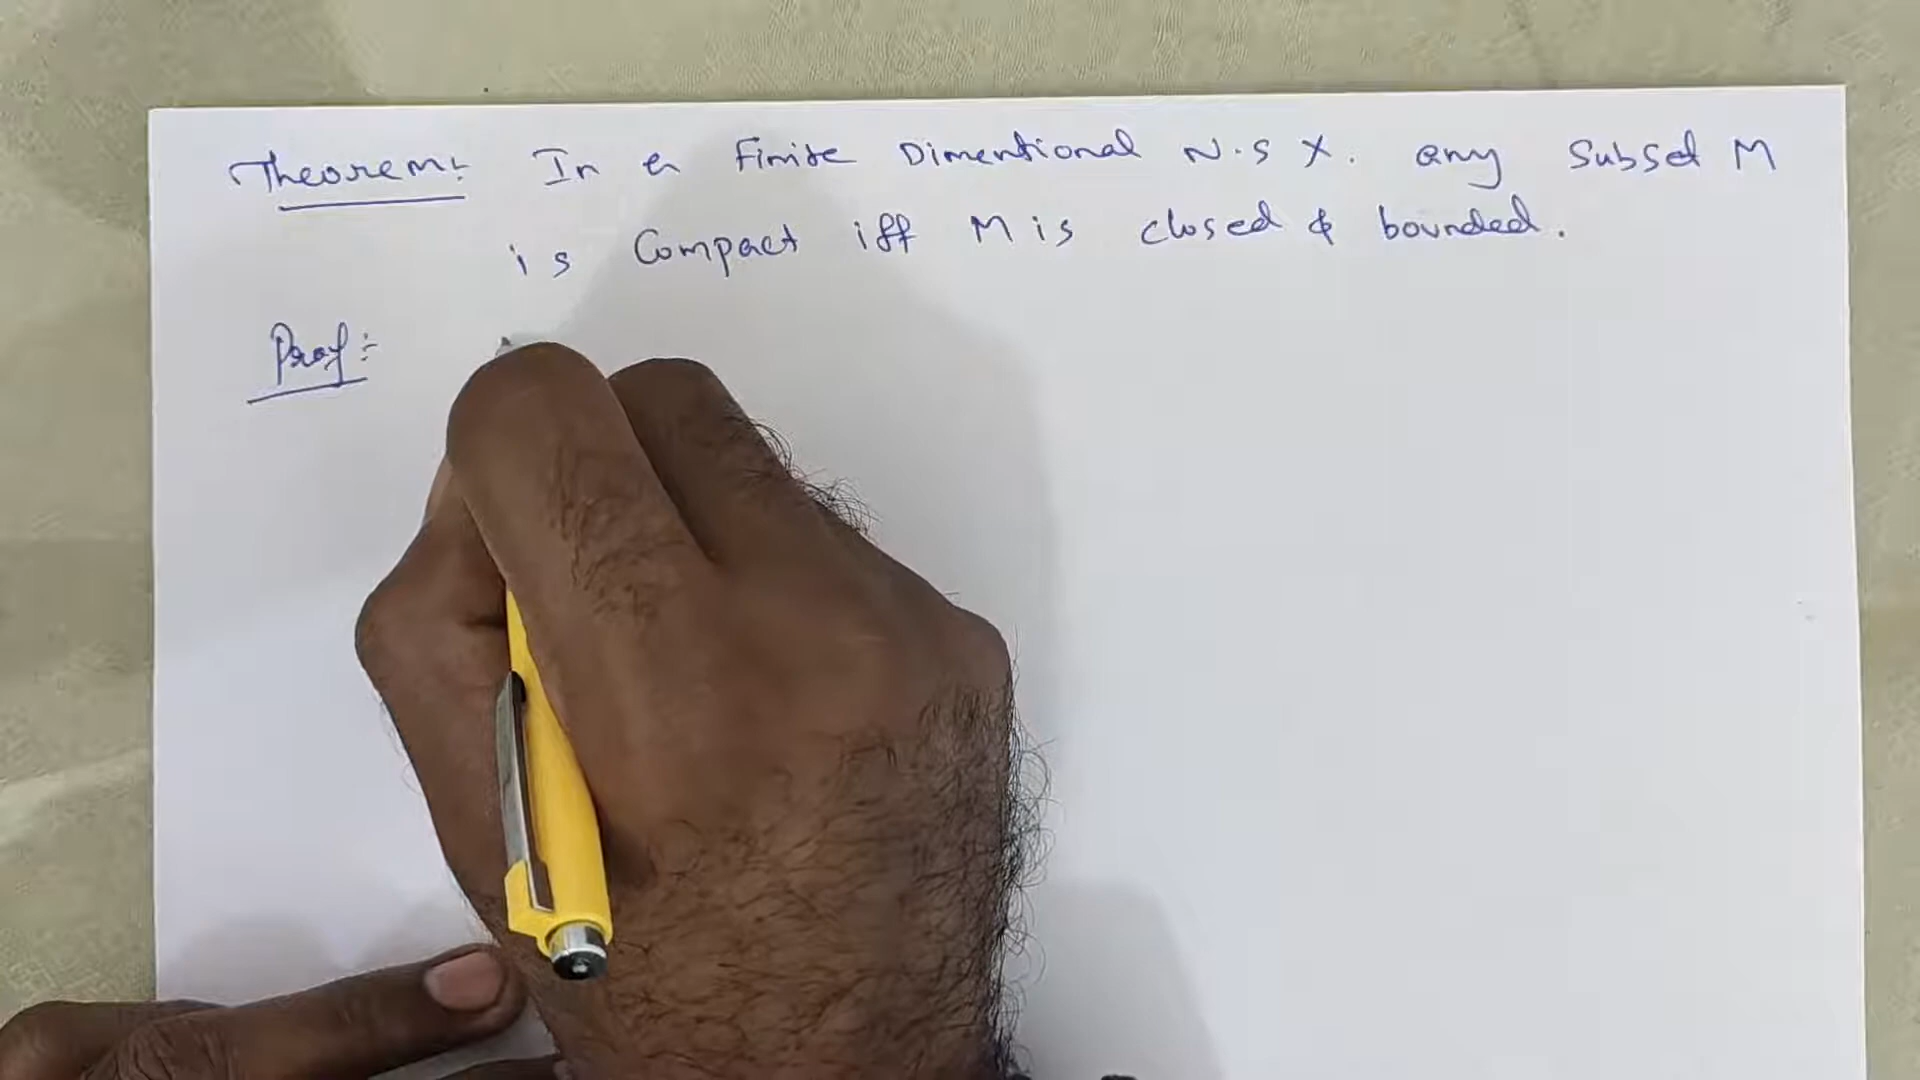 Theorem:- In a Finite Dimentional N.S X. any Subset M
is Compact iff M is closed & bounded.
Proof:-